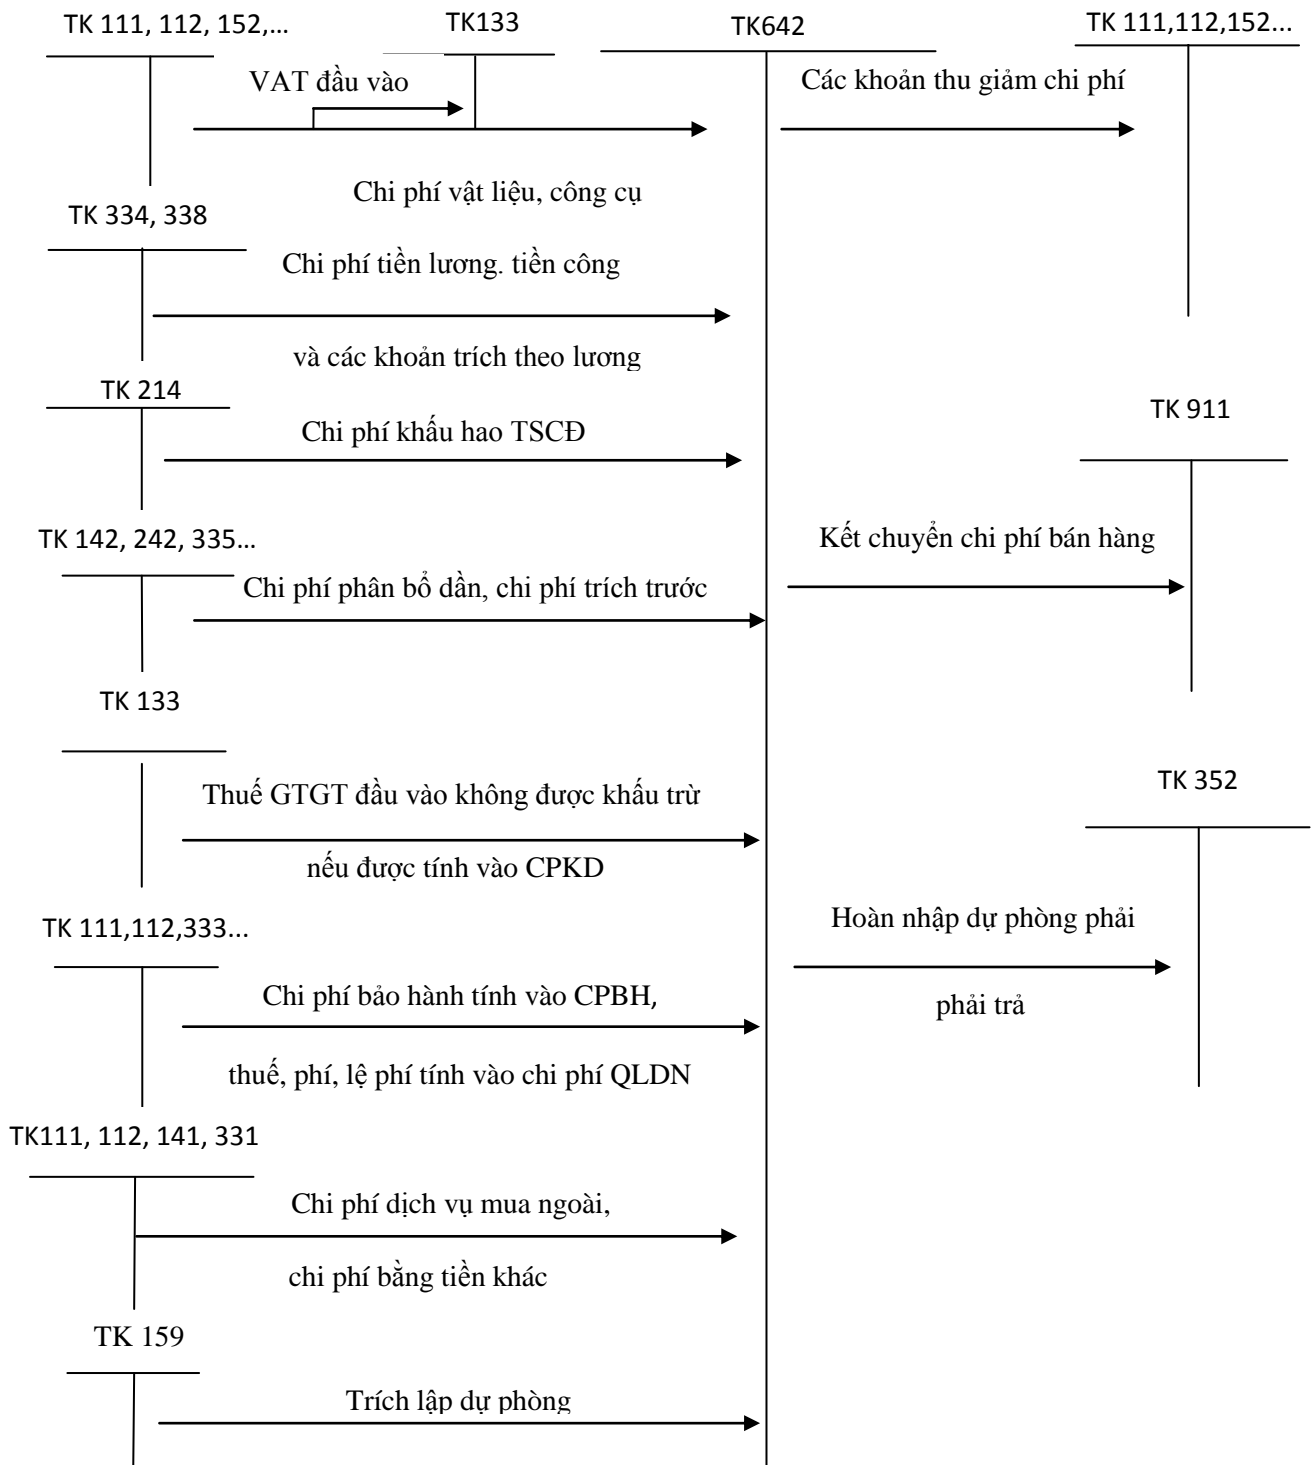 TK 111, 112, 152,...
TK133
TK642
TK 111,112,152...
VAT đầu vào
Các khoản thu giảm chi phí
Chi phí vật liệu, công cụ
TK 334, 338
Chi phí tiền lương. tiền công
và các khoản trích theo lương
TK 214
TK 911
Chi phí khấu hao TSCĐ
TK 142, 242, 335...
Kết chuyển chi phí bán hàng
Chi phí phân bổ dần, chi phí trích trước
TK 133
TK 352
Thuế GTGT đầu vào không được khấu trừ
nếu được tính vào CPKD
TK 111,112,333...
Hoàn nhập dự phòng phải
Chi phí bảo hành tính vào CPBH,
phải trả
thuế, phí, lệ phí tính vào chi phí QLDN
TK111, 112, 141, 331
Chi phí dịch vụ mua ngoài,
chi phí bằng tiền khác
TK 159
Trích lập dự phòng